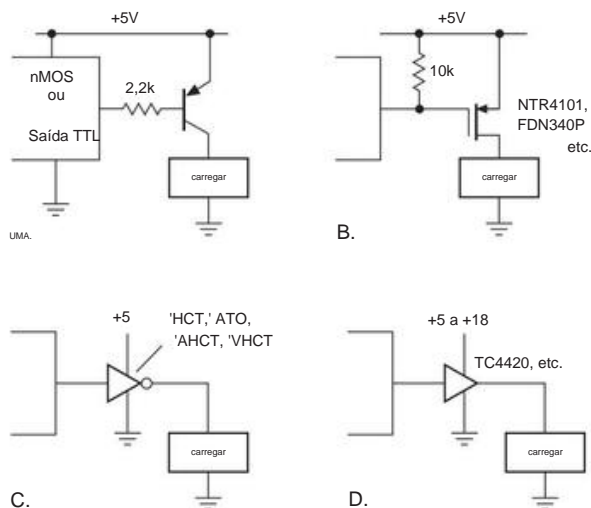 +5V
nMOS
ou
Saída TTL
2,2k
carregar
UMA.
+5V
10k
NTR4101,
FDN340P
etc.
carregar
B.
+5
'HCT,' ATO,
'AHCT, 'VHCT
carregar
C.
+5 a +18
TC4420, etc.
carregar
D.